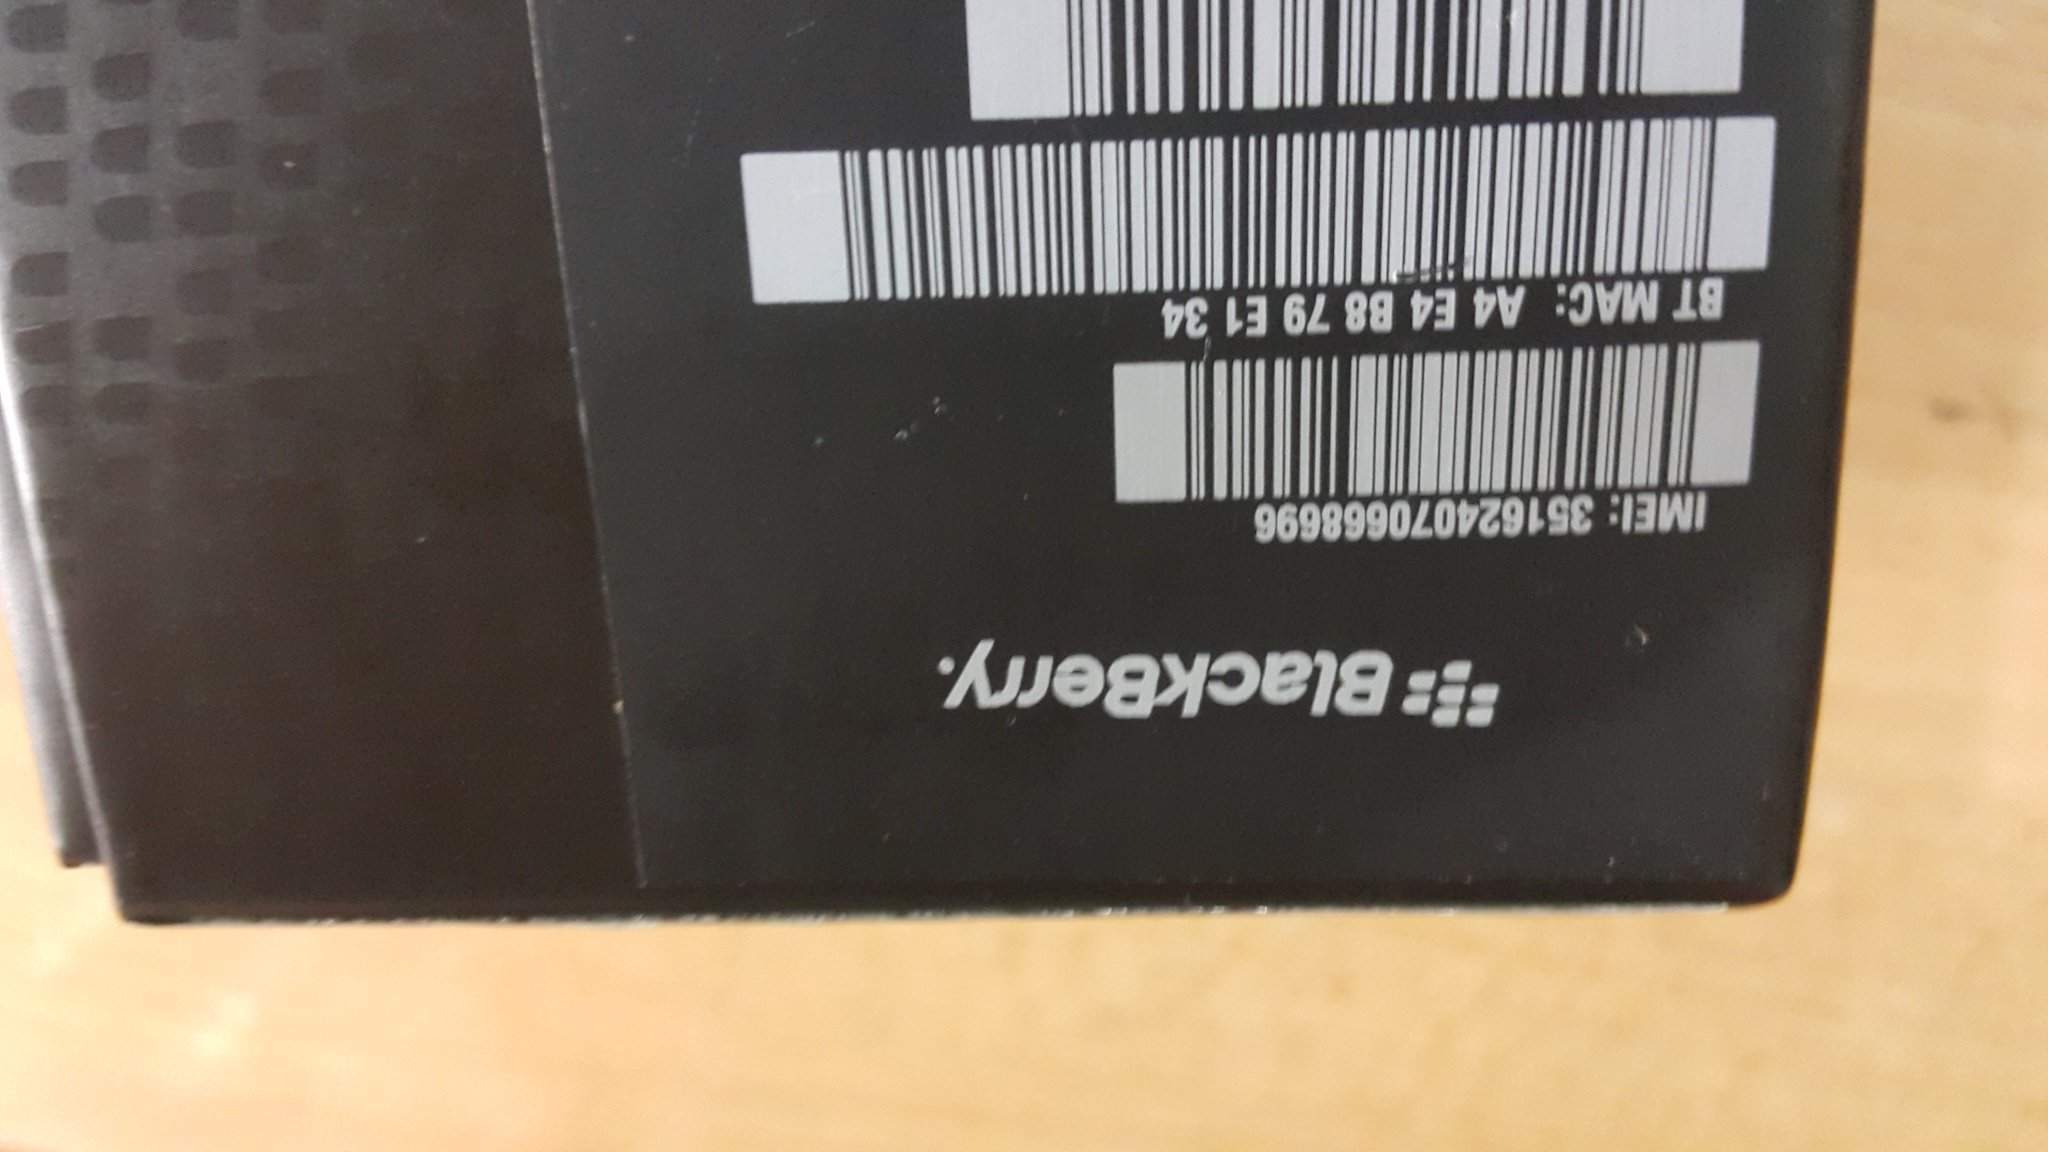 BlackBerry.
IMEI: 351624070668696
BT MAC: A4 E4 B8 79 E1 34